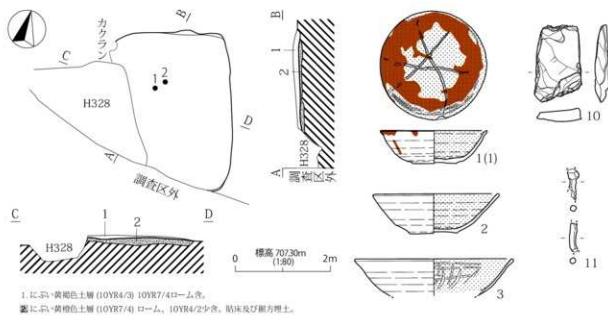 カクラン
B
C
1 2
H328
D
A
調査区外
B
1
2
H328
A
調査区外
C
1
2
D
H328
標高 707.30m
(1:80)
0
2m
1. にぶい黄褐色土層 (10YR4/3) 10YR7/4ローム含。
2. にぶい黄橙色土層 (10YR7/4) ローム、10YR4/2少含。貼床及び掘方埋土。
1(1)
2
3
10
11